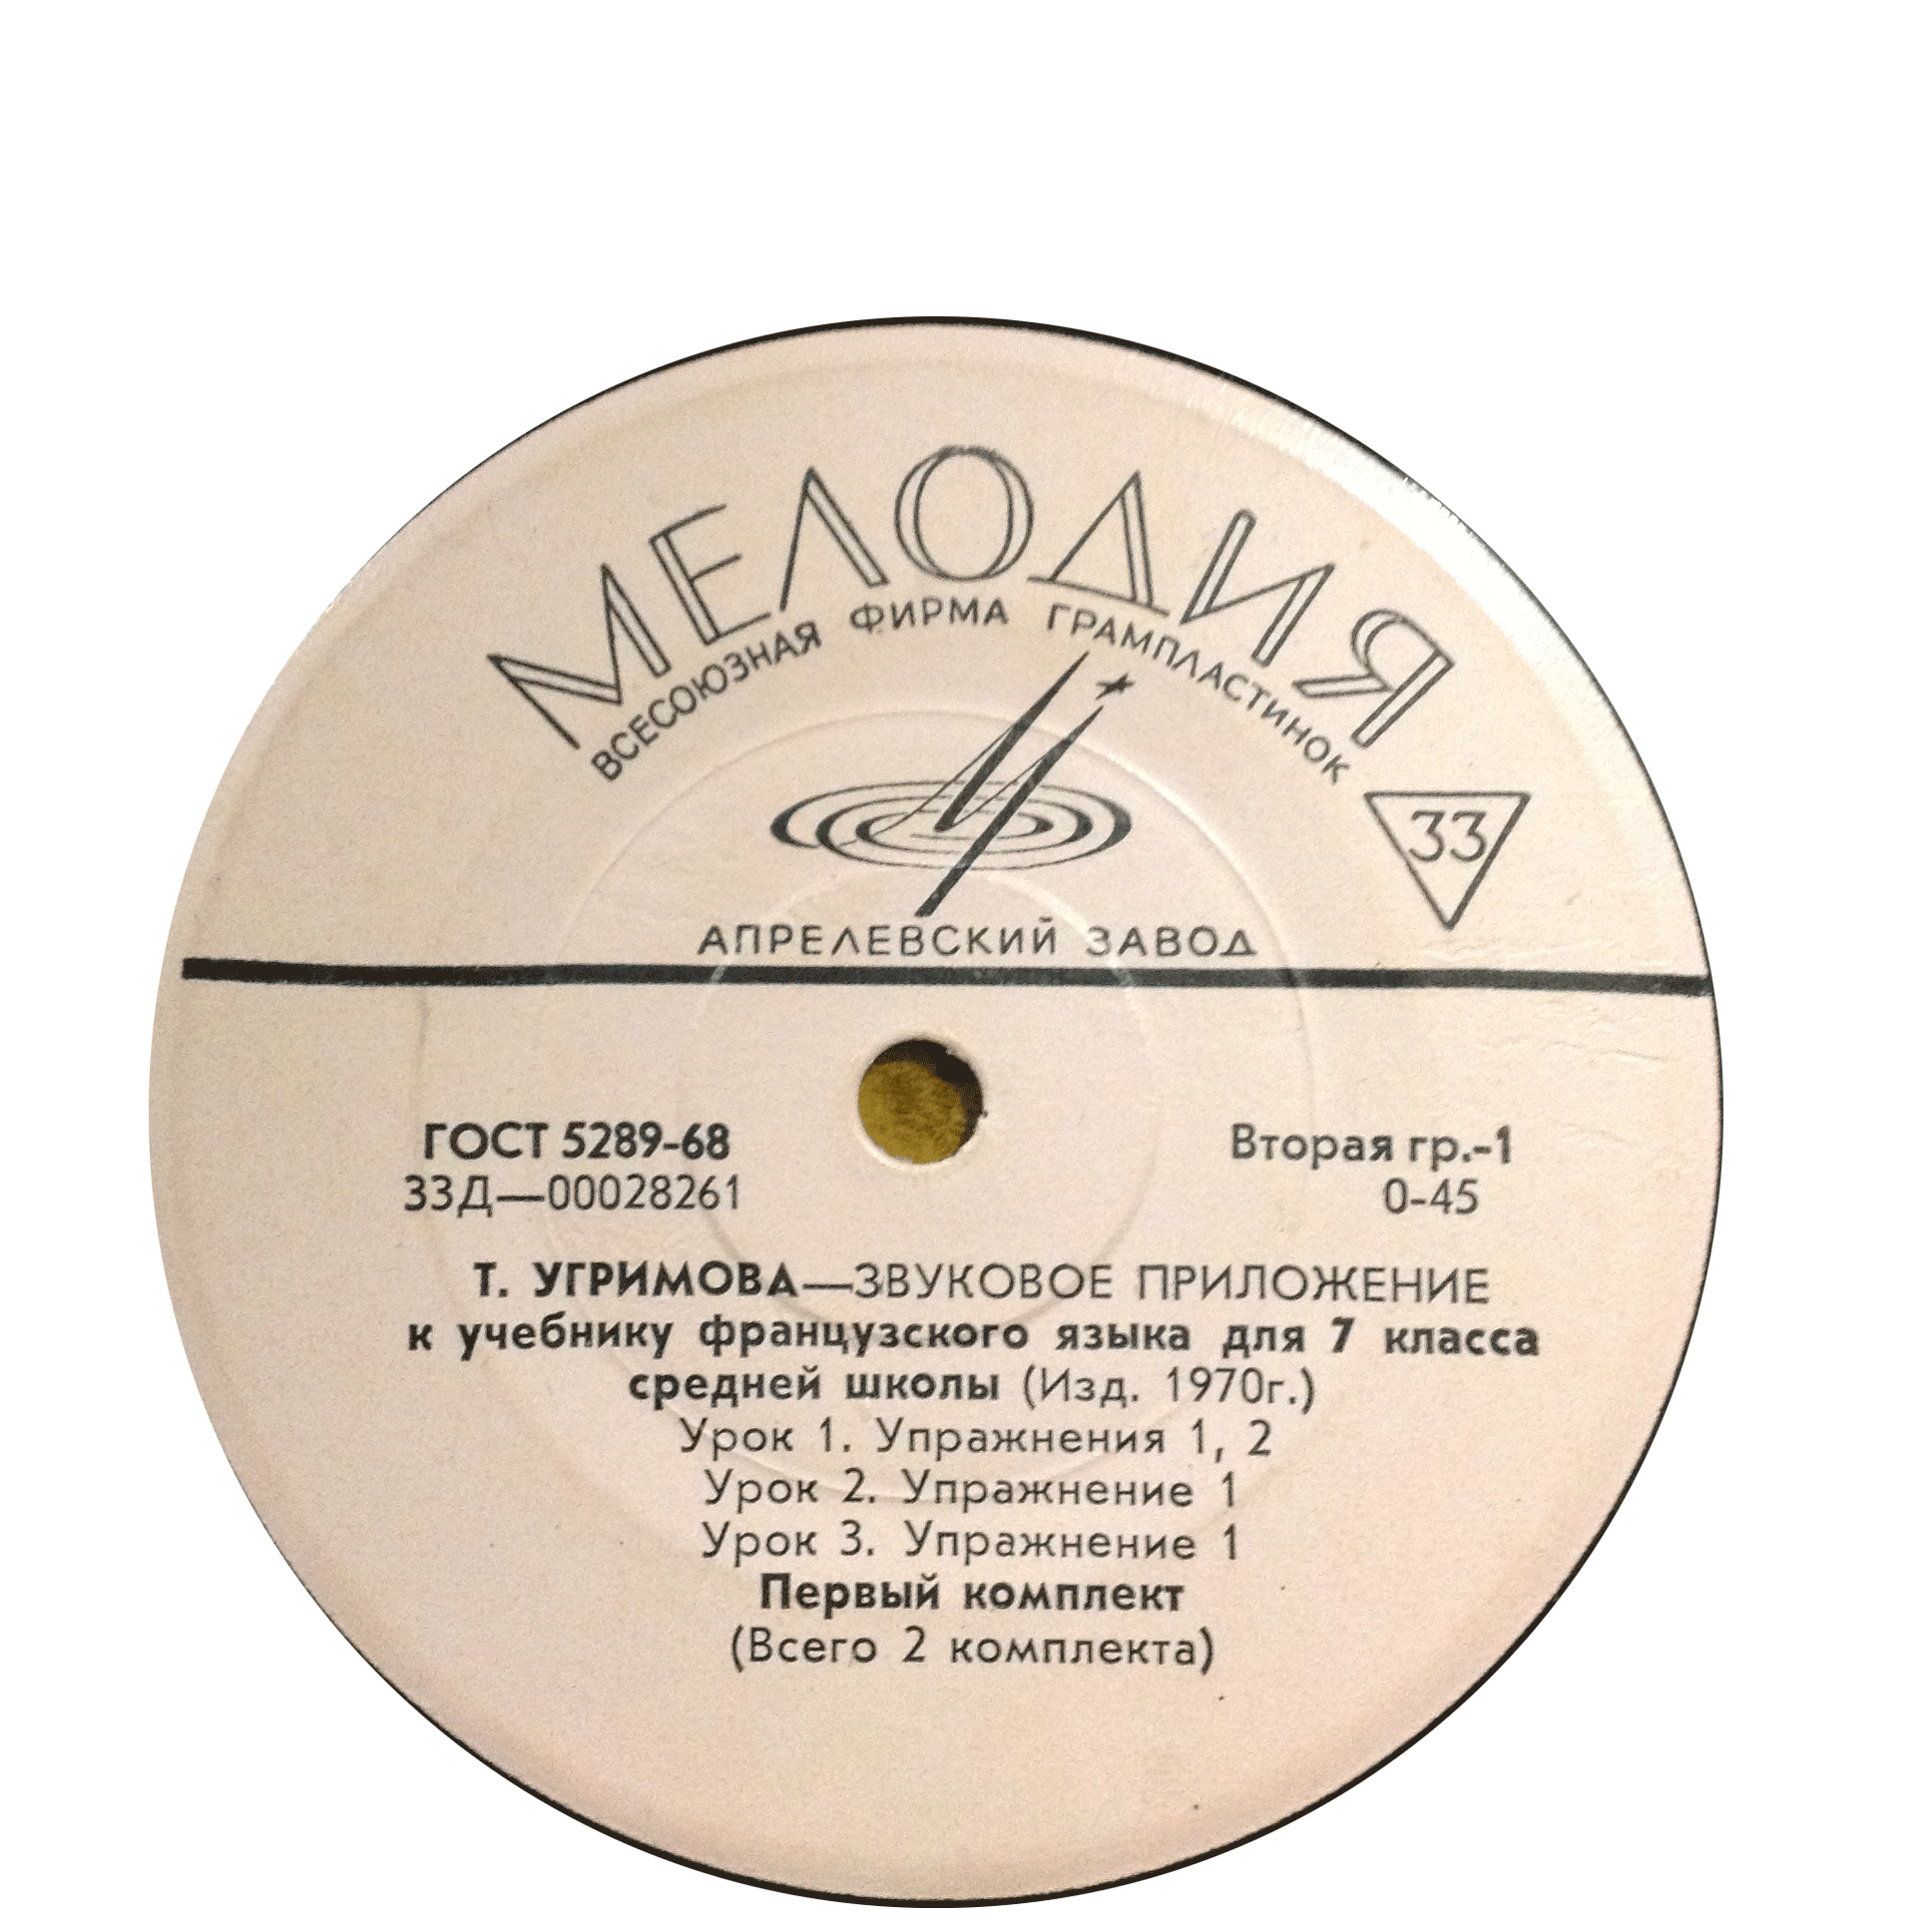 МЕЛОДИЯ
ВСЕСОЮЗНАЯ ФИРМА ГРАМПЛАСТИНОК
33
АПРЕЛЕВСКИЙ ЗАВОД
ГОСТ 5289-68
Вторая гр.-1
33Д—00028261
0-45
Т. УГРИМОВА—ЗВУКОВОЕ ПРИЛОЖЕНИЕ
к учебнику французского языка для 7 класса
средней школы (Изд. 1970г.)
Урок 1. Упражнения 1, 2
Урок 2. Упражнение 1
Урок 3. Упражнение 1
Первый комплект
(Всего 2 комплекта)